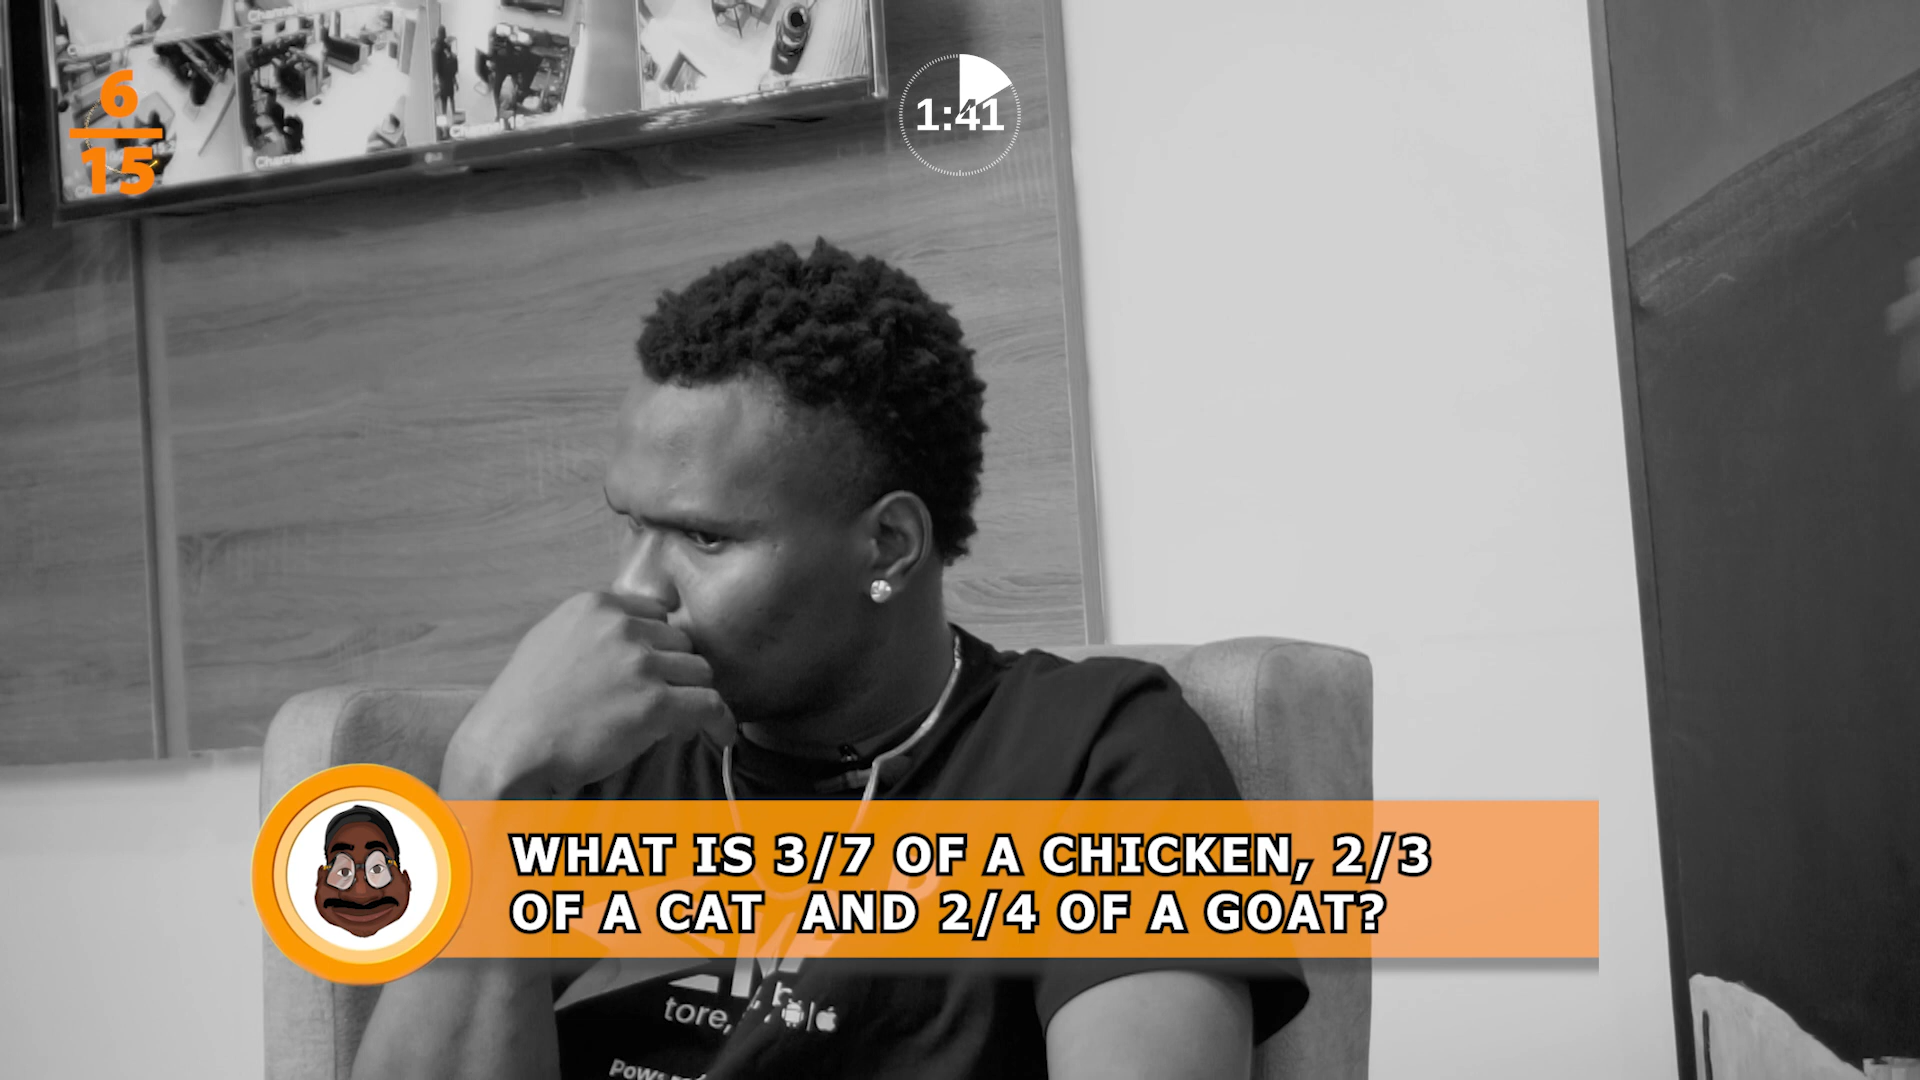 6
15
1:41
WHAT IS 3/7 OF A CHICKEN, 2/3
OF A CAT AND 2/4 OF A GOAT?
tore,